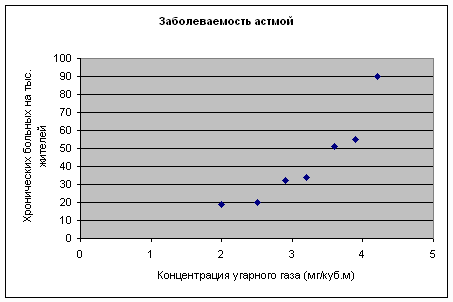 Заболеваемость астмой
Хронических больных на тыс.
жителей
100
90
80
70
60
50
40
30
20
10
0
0 1 2 3 4 5
Концентрация угарного газа (мг/куб.м)